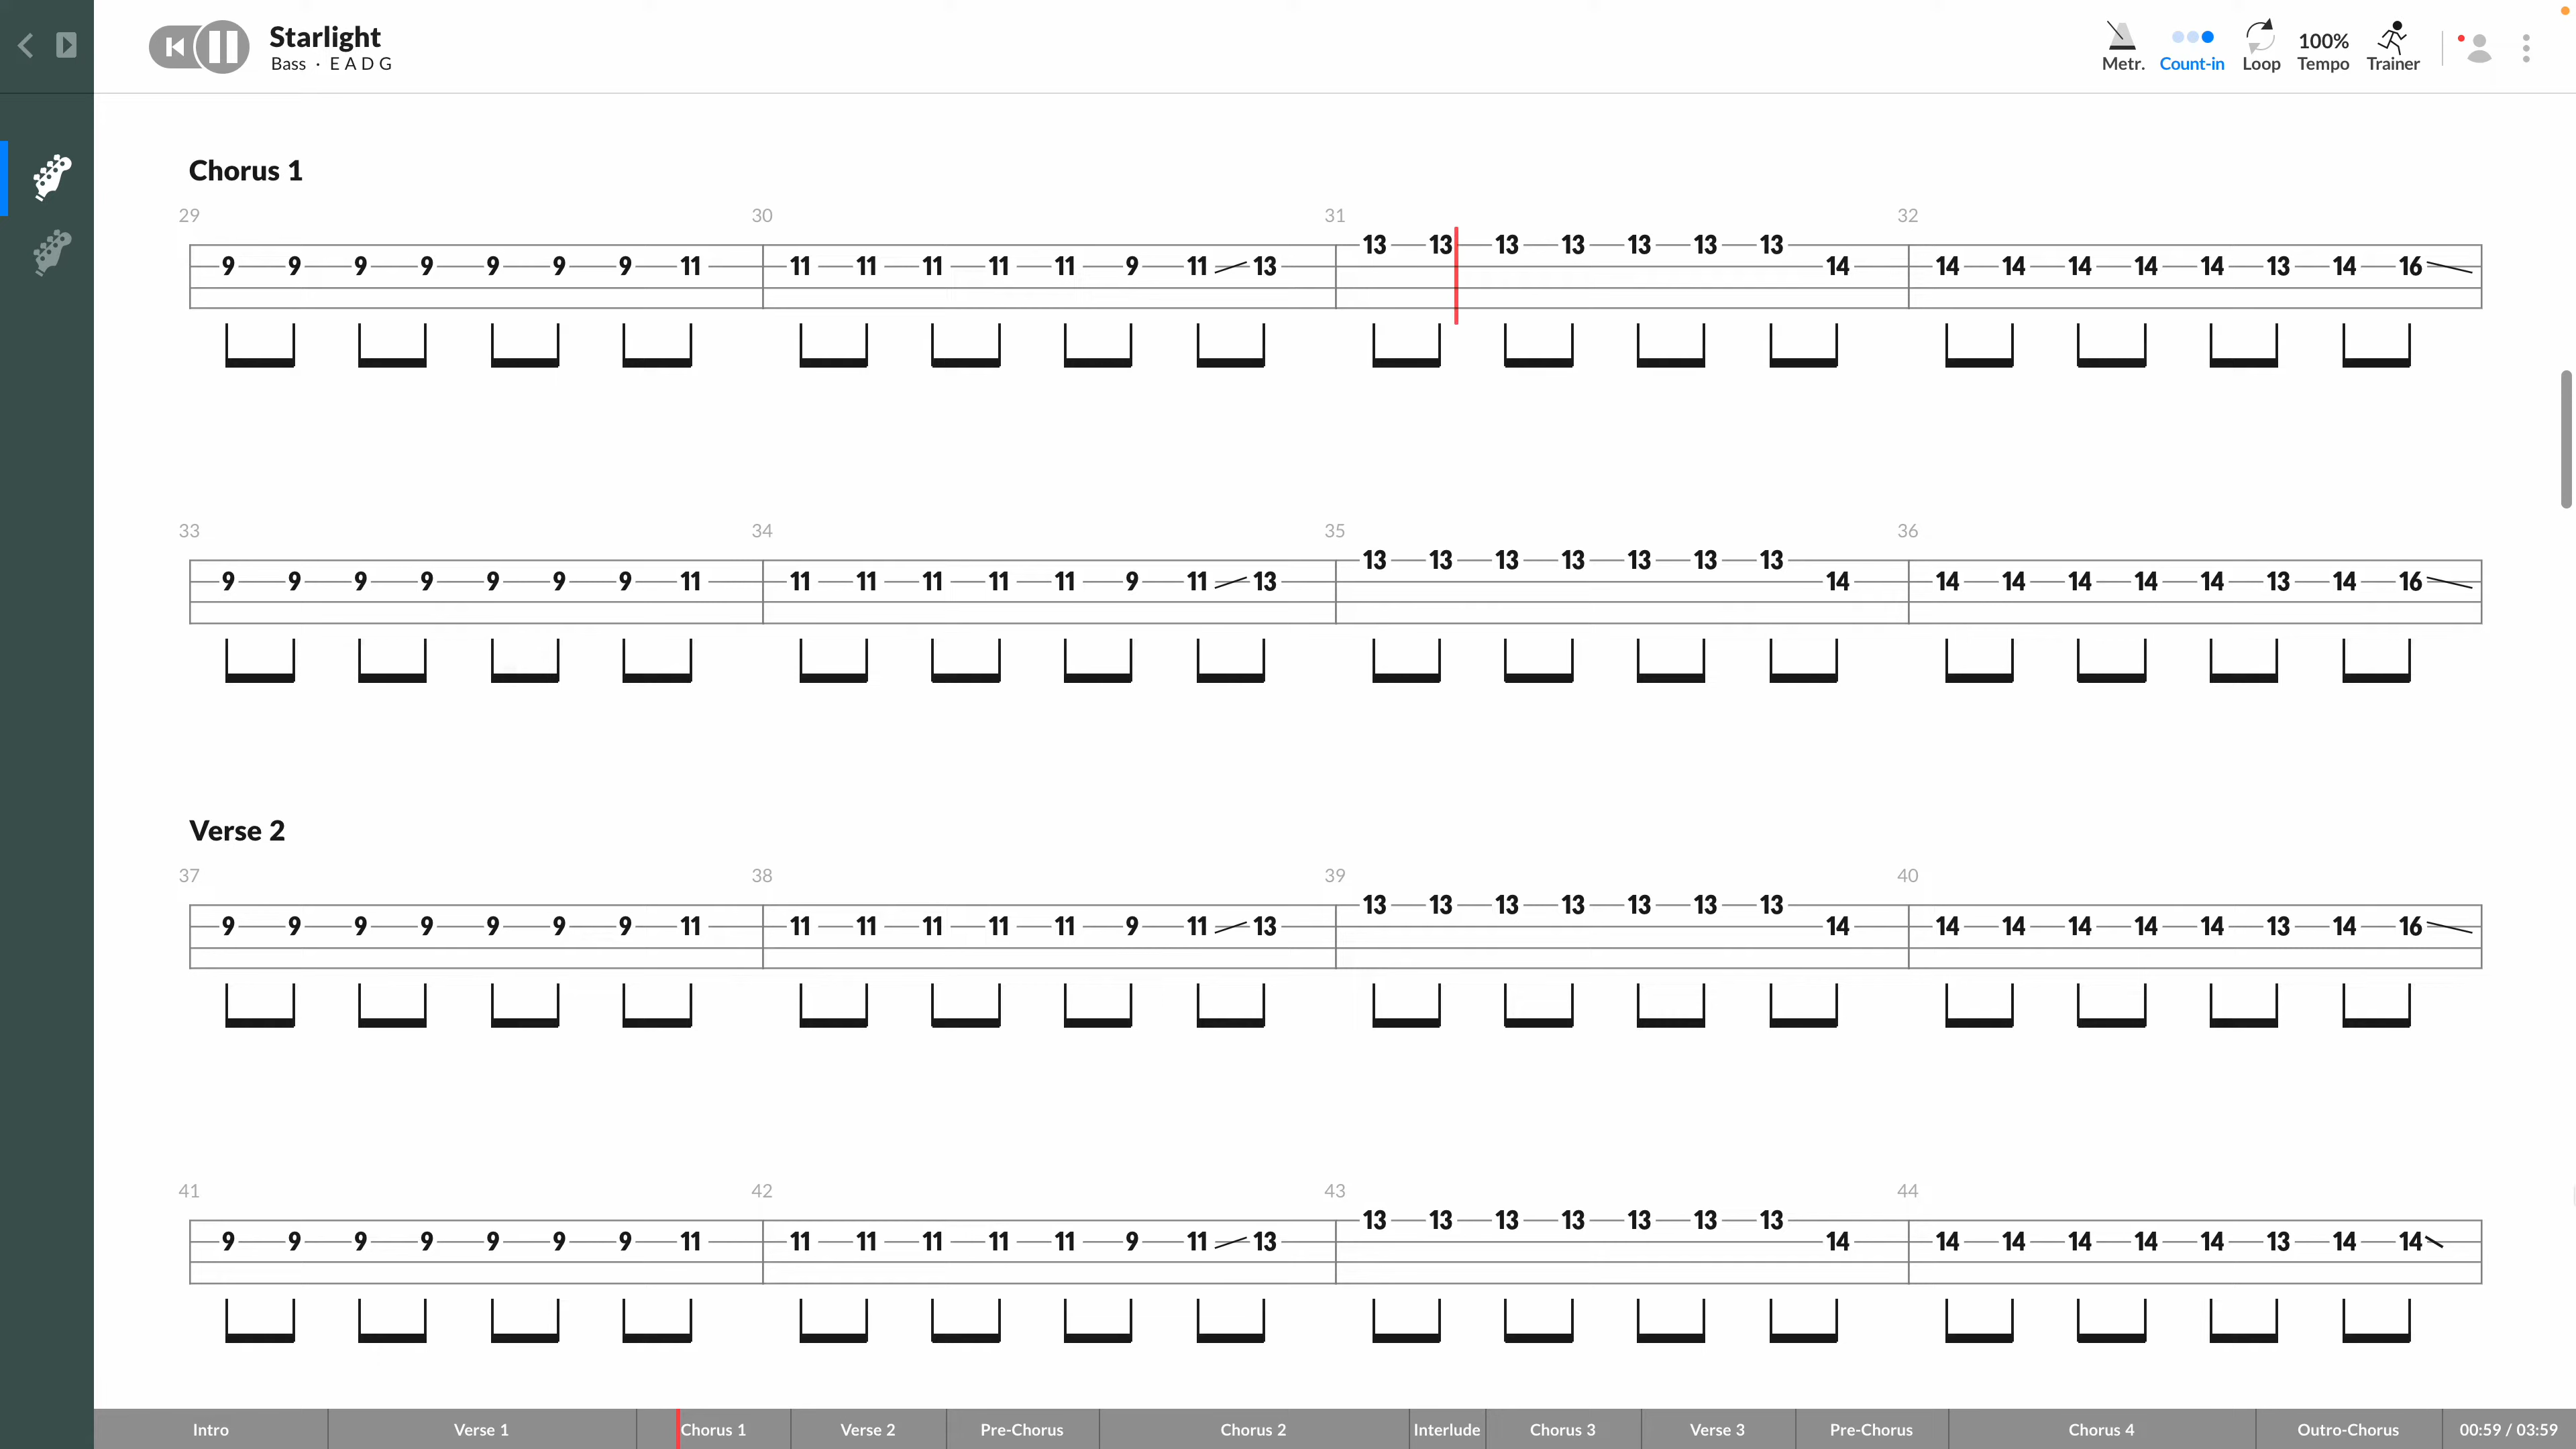 Starlight
Bass · E A D G
Metr. Count-in Loop 100% Tempo Trainer
Chorus 1
29 30 31 32
13 13 13 13 13 13 13
9 9 9 9 9 9 9 11 11 11 11 11 11 9 11 13 14 14 14 14 14 14 13 14 16
33 34 35 36
13 13 13 13 13 13 13
9 9 9 9 9 9 9 11 11 11 11 11 11 9 11 13 14 14 14 14 14 14 13 14 16
Verse 2
37 38 39 40
13 13 13 13 13 13 13
9 9 9 9 9 9 9 11 11 11 11 11 11 9 11 13 14 14 14 14 14 14 13 14 16
41 42 43 44
13 13 13 13 13 13 13
9 9 9 9 9 9 9 11 11 11 11 11 11 9 11 13 14 14 14 14 14 14 13 14 14
Intro Verse 1 Chorus 1 Verse 2 Pre-Chorus Chorus 2 Interlude Chorus 3 Verse 3 Pre-Chorus Chorus 4 Outro-Chorus 00:59 / 03:59